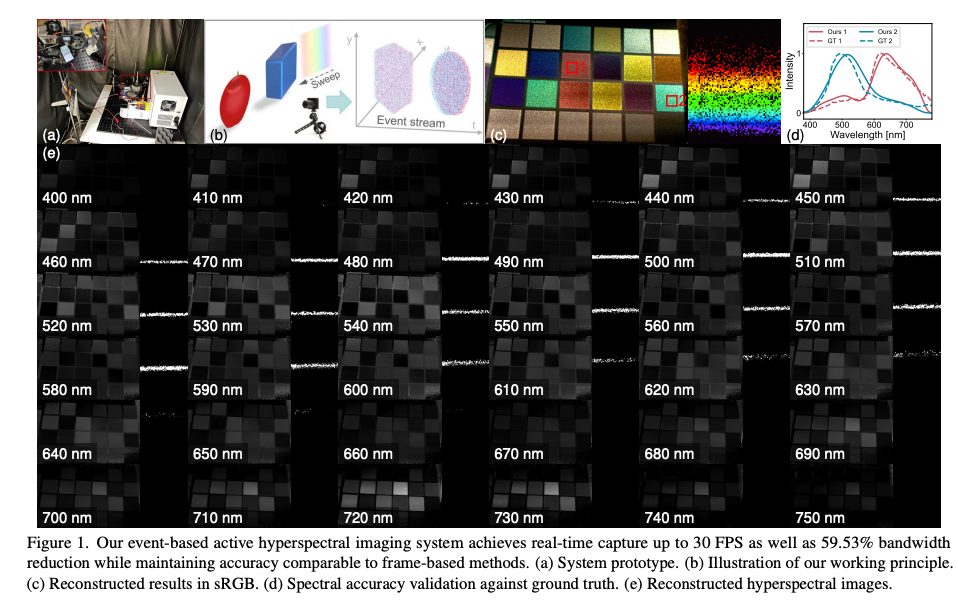 (a)
(b)
Sweep
y
x
t
Event stream
(c)
1
2
(d)
Ours 1
GT 1
Ours 2
GT 2
Intensity
1
0
400 500 600 700
Wavelength [nm]
(e)
400 nm 410 nm 420 nm 430 nm 440 nm 450 nm
460 nm 470 nm 480 nm 490 nm 500 nm 510 nm
520 nm 530 nm 540 nm 550 nm 560 nm 570 nm
580 nm 590 nm 600 nm 610 nm 620 nm 630 nm
640 nm 650 nm 660 nm 670 nm 680 nm 690 nm
700 nm 710 nm 720 nm 730 nm 740 nm 750 nm
Figure 1. Our event-based active hyperspectral imaging system achieves real-time capture up to 30 FPS as well as 59.53% bandwidth
reduction while maintaining accuracy comparable to frame-based methods. (a) System prototype. (b) Illustration of our working principle.
(c) Reconstructed results in sRGB. (d) Spectral accuracy validation against ground truth. (e) Reconstructed hyperspectral images.